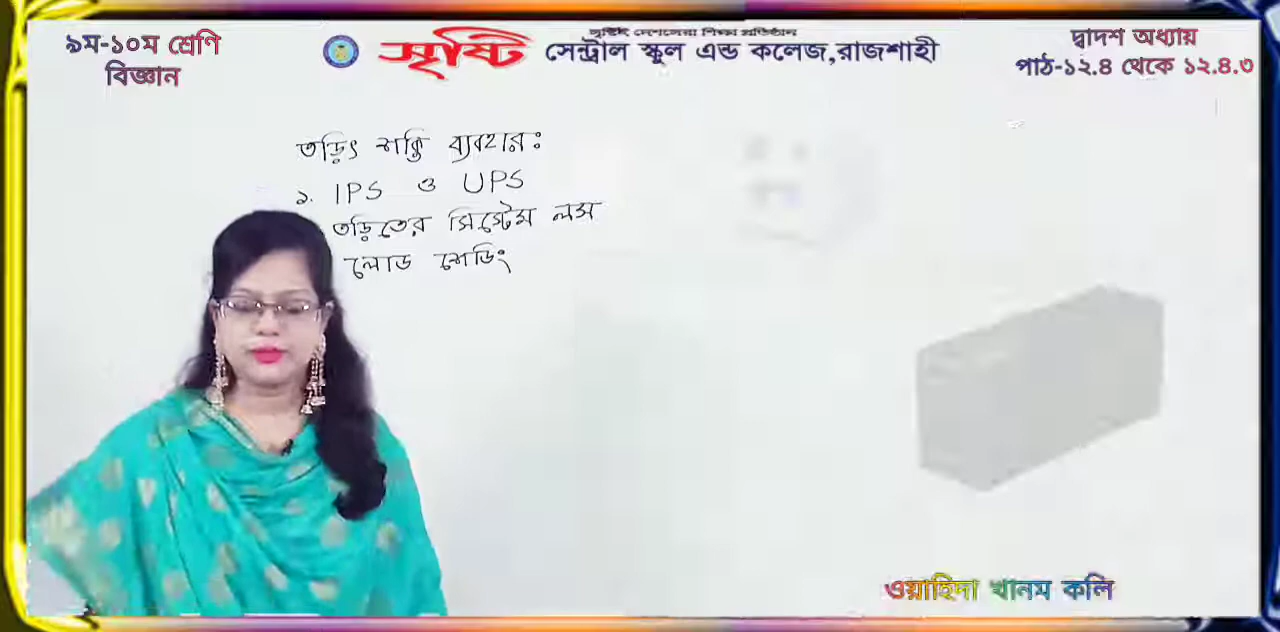 ৯ম-১০ম শ্রেণি
বিজ্ঞান
সৃষ্টি
সেন্ট্রাল স্কুল এন্ড কলেজ,রাজশাহী
দ্বাদশ অধ্যায়
পাঠ-১২.৪ থেকে ১২.৪.৩
তড়িৎ শক্তি ব্যবহারঃ
১. IPS ও UPS
তড়িতের সিস্টেম লস
লোড শেডিং
ওয়াহিদা খানম কলি